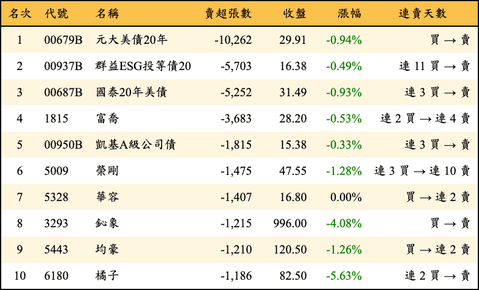 名次 代號 名稱 賣超張數 收盤 漲幅 連賣天數
1 00679B 元大美債20年 -10,262 29.91 -0.94% 買 → 賣
2 00937B 群益ESG投等債20 -5,703 16.38 -0.49% 連 11 買 → 賣
3 00687B 國泰20年美債 -5,252 31.49 -0.93% 連 3 買 → 賣
4 1815 富喬 -3,683 28.20 -0.53% 連 2 買 → 連 4 賣
5 00950B 凱基A級公司債 -1,815 15.38 -0.33% 連 3 買 → 賣
6 5009 榮剛 -1,475 47.55 -1.28% 連 3 買 → 連 10 賣
7 5328 華容 -1,407 16.80 0.00% 買 → 連 2 賣
8 3293 鈊象 -1,215 996.00 -4.08% 買 → 賣
9 5443 均豪 -1,210 120.50 -1.26% 買 → 連 2 賣
10 6180 橘子 -1,186 82.50 -5.63% 連 2 買 → 賣